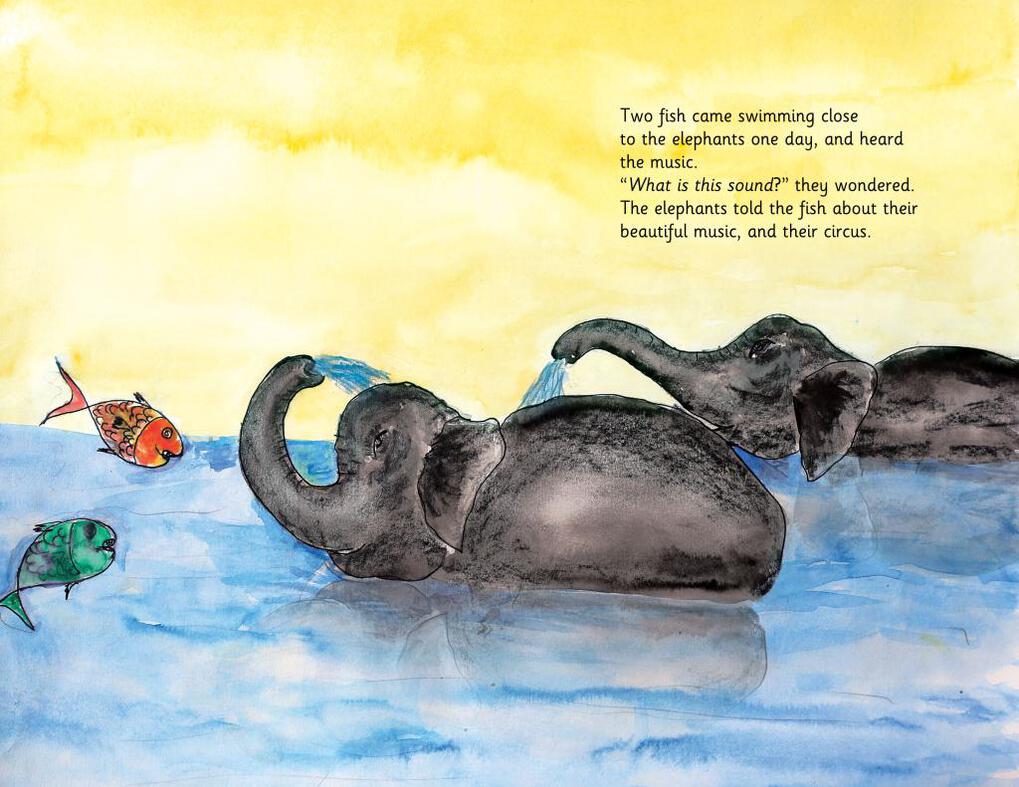 Two fish came swimming close
to the elephants one day, and heard
the music.
“What is this sound?” they wondered.
The elephants told the fish about their
beautiful music, and their circus.